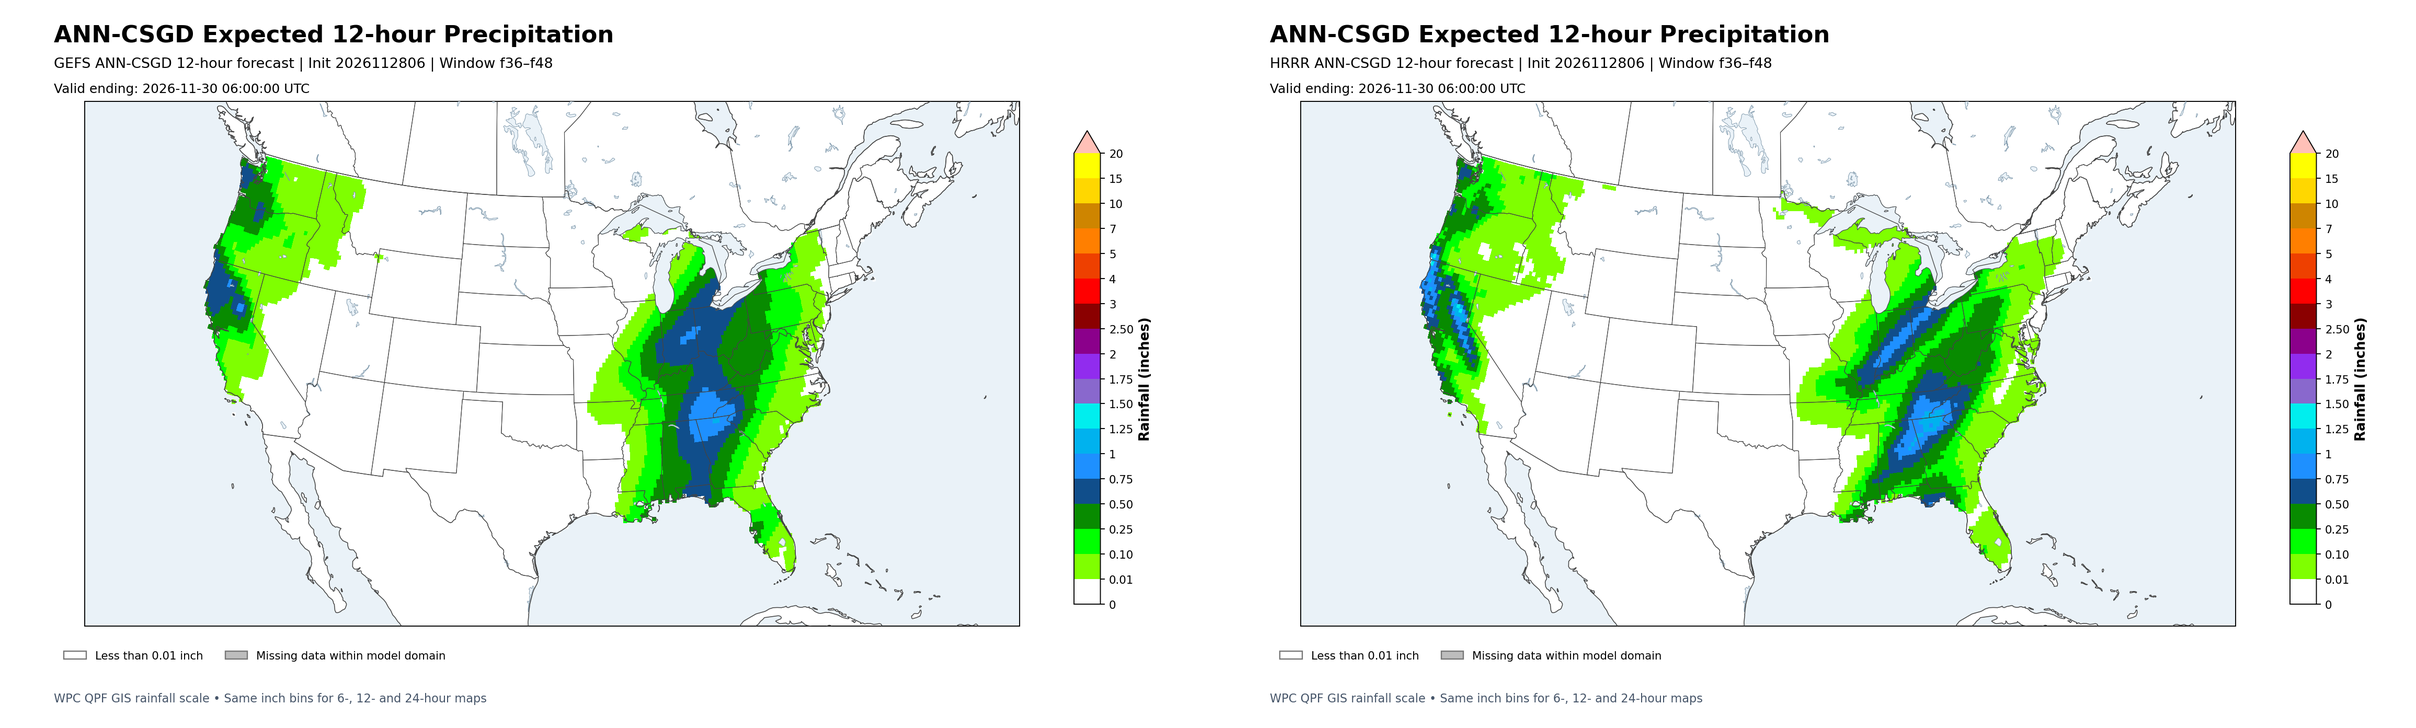 ANN-CSGD Expected 12-hour Precipitation
GEFS ANN-CSGD 12-hour forecast | Init 2026112806 | Window f36–f48
Valid ending: 2026-11-30 06:00:00 UTC
20
15
10
7
5
4
3
2.50
2
1.75
1.50
1.25
1
0.75
0.50
0.25
0.10
0.01
0
Rainfall (inches)
Less than 0.01 inch
Missing data within model domain
WPC QPF GIS rainfall scale • Same inch bins for 6-, 12- and 24-hour maps
ANN-CSGD Expected 12-hour Precipitation
HRRR ANN-CSGD 12-hour forecast | Init 2026112806 | Window f36–f48
Valid ending: 2026-11-30 06:00:00 UTC
20
15
10
7
5
4
3
2.50
2
1.75
1.50
1.25
1
0.75
0.50
0.25
0.10
0.01
0
Rainfall (inches)
Less than 0.01 inch
Missing data within model domain
WPC QPF GIS rainfall scale • Same inch bins for 6-, 12- and 24-hour maps